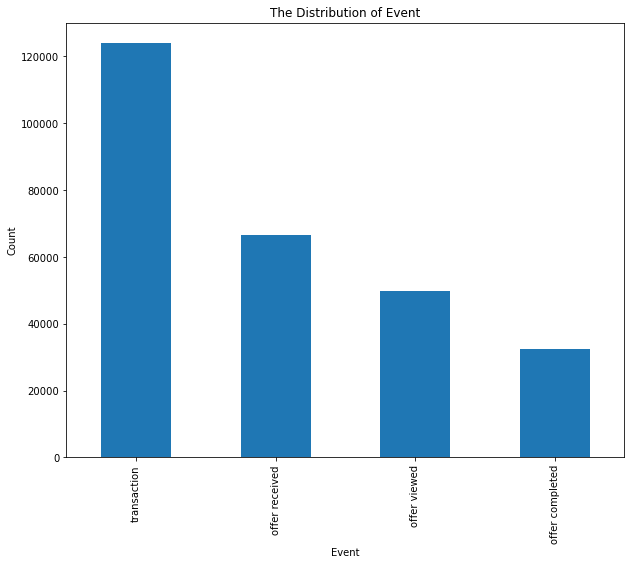 The Distribution of Event
120000
100000
80000
60000
40000
20000
0
Count
transaction
offer received
offer viewed
offer completed
Event